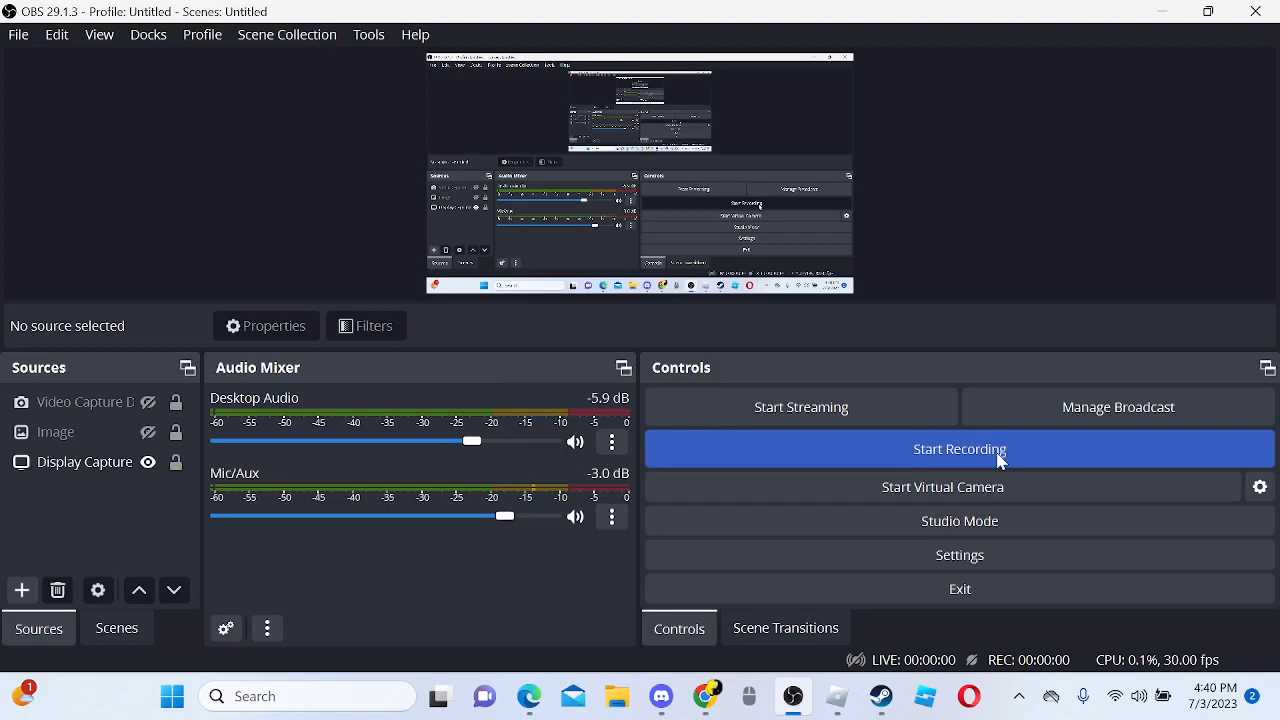 OBS 29.1.3 - Profile: Untitled - Scenes: Untitled
File Edit View Docks Profile Scene Collection Tools Help
No source selected Properties Filters
Sources Audio Mixer Controls
Video Capture D
Image
Display Capture
Desktop Audio -5.9 dB
-60 -55 -50 -45 -40 -35 -30 -25 -20 -15 -10 -5 0
Mic/Aux -3.0 dB
-60 -55 -50 -45 -40 -35 -30 -25 -20 -15 -10 -5 0
Start Streaming Manage Broadcast
Start Recording
Start Virtual Camera
Studio Mode
Settings
Exit
Sources Scenes Controls Scene Transitions
LIVE: 00:00:00 REC: 00:00:00 CPU: 0.1%, 30.00 fps
1 Search 4:40 PM
7/3/2023 2